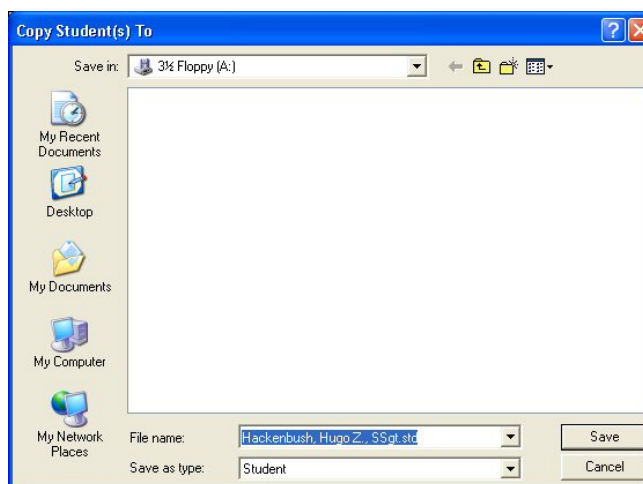 Copy Student(s) To
Save in:
3½ Floppy (A:)
My Recent
Documents
Desktop
My Documents
My Computer
My Network
Places
File name:
Hackenbush, Hugo Z., SSgt.std
Save
Save as type:
Student
Cancel